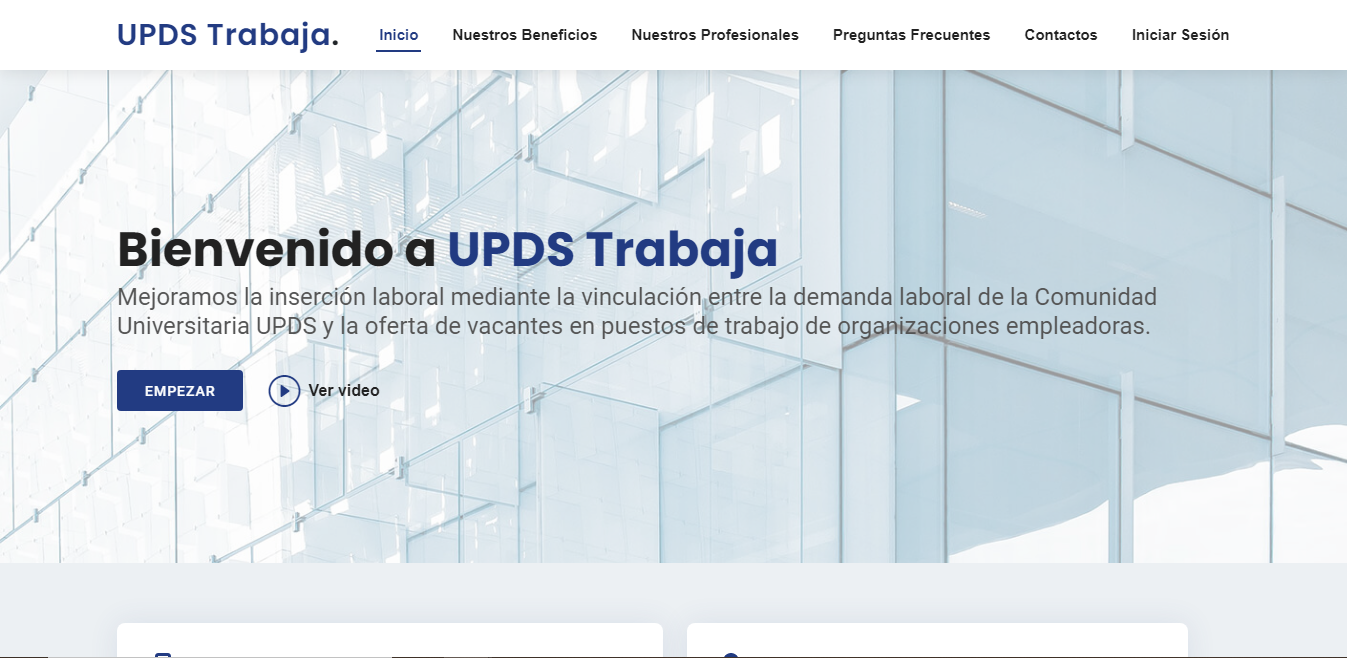 UPDS Trabaja.
Inicio
Nuestros Beneficios
Nuestros Profesionales
Preguntas Frecuentes
Contactos
Iniciar Sesión
Bienvenido a UPDS Trabaja
Mejoramos la inserción laboral mediante la vinculación entre la demanda laboral de la Comunidad
Universitaria UPDS y la oferta de vacantes en puestos de trabajo de organizaciones empleadoras.
EMPEZAR
Ver video